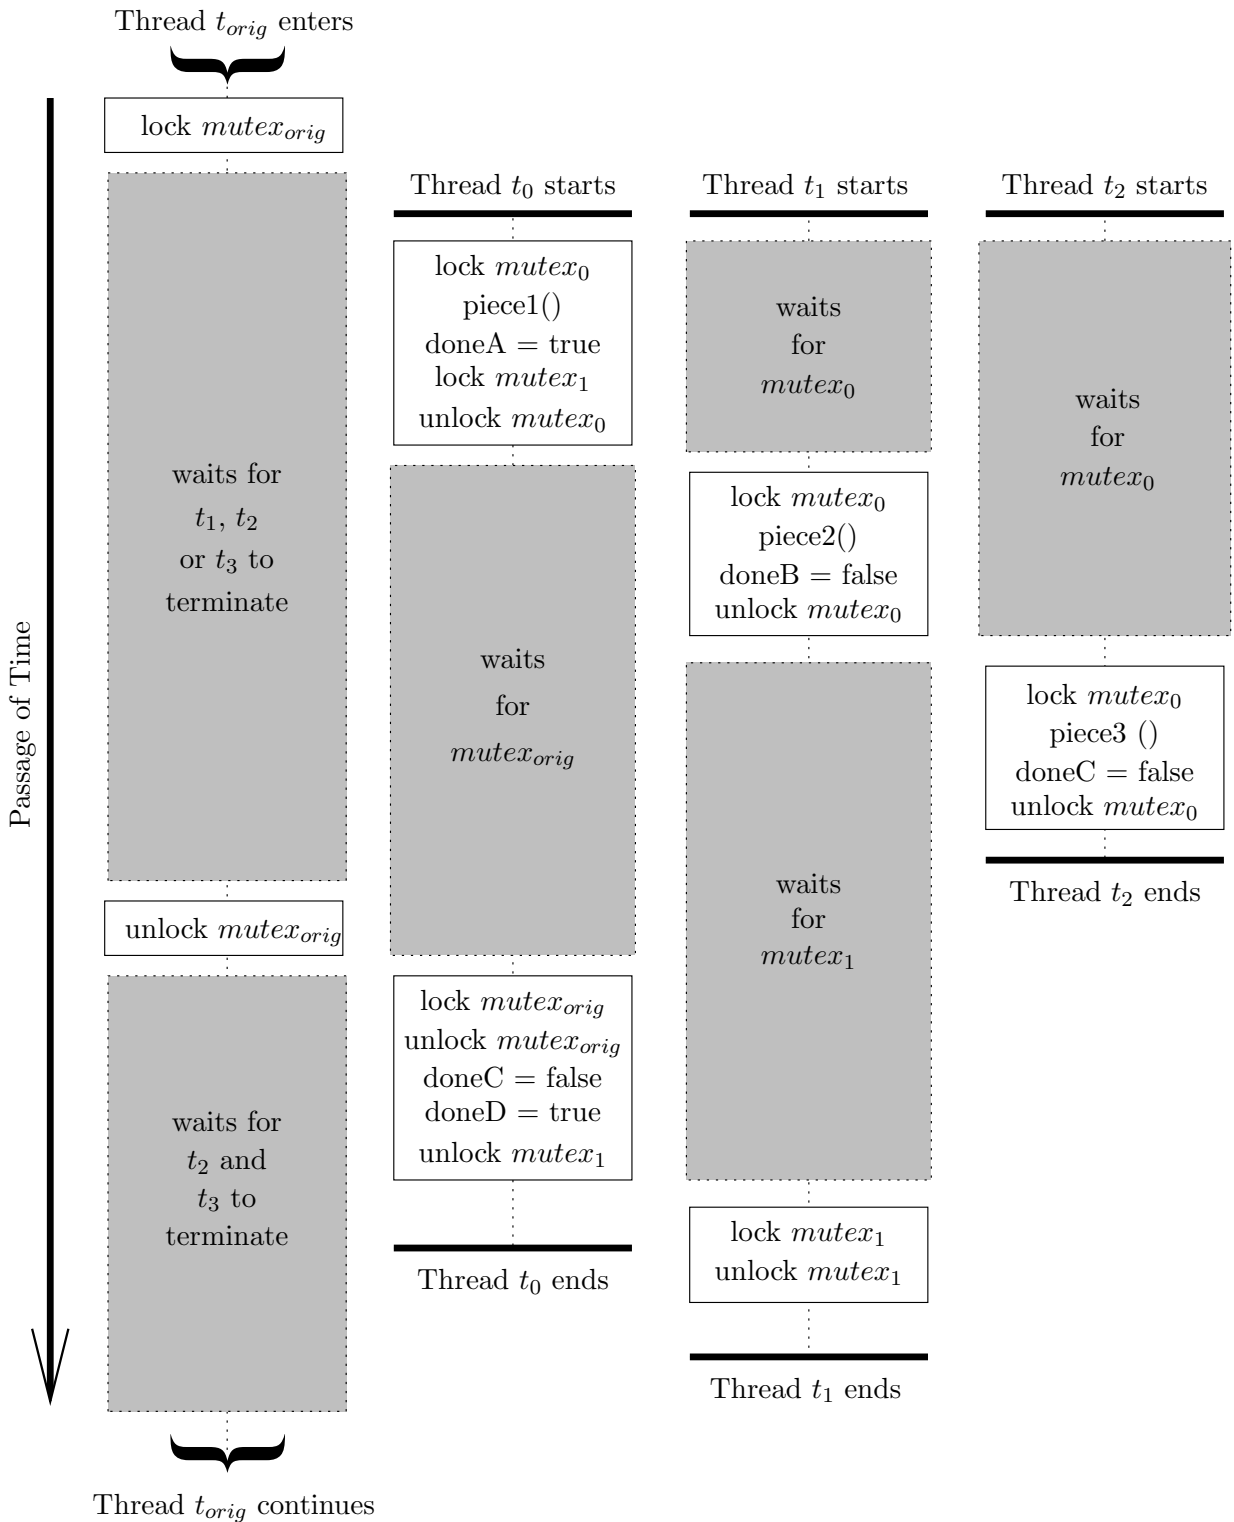 Thread t_orig enters
lock mutex_orig
waits for
t_1, t_2
or t_3 to
terminate
unlock mutex_orig
waits for
t_2 and
t_3 to
terminate
Thread t_orig continues
Passage of Time
Thread t_0 starts
lock mutex_0
piece1()
doneA = true
lock mutex_1
unlock mutex_0
waits
for
mutex_orig
lock mutex_orig
unlock mutex_orig
doneC = false
doneD = true
unlock mutex_1
Thread t_0 ends
Thread t_1 starts
waits
for
mutex_0
lock mutex_0
piece2()
doneB = false
unlock mutex_0
waits
for
mutex_1
lock mutex_1
unlock mutex_1
Thread t_1 ends
Thread t_2 starts
waits
for
mutex_0
lock mutex_0
piece3 ()
doneC = false
unlock mutex_0
Thread t_2 ends